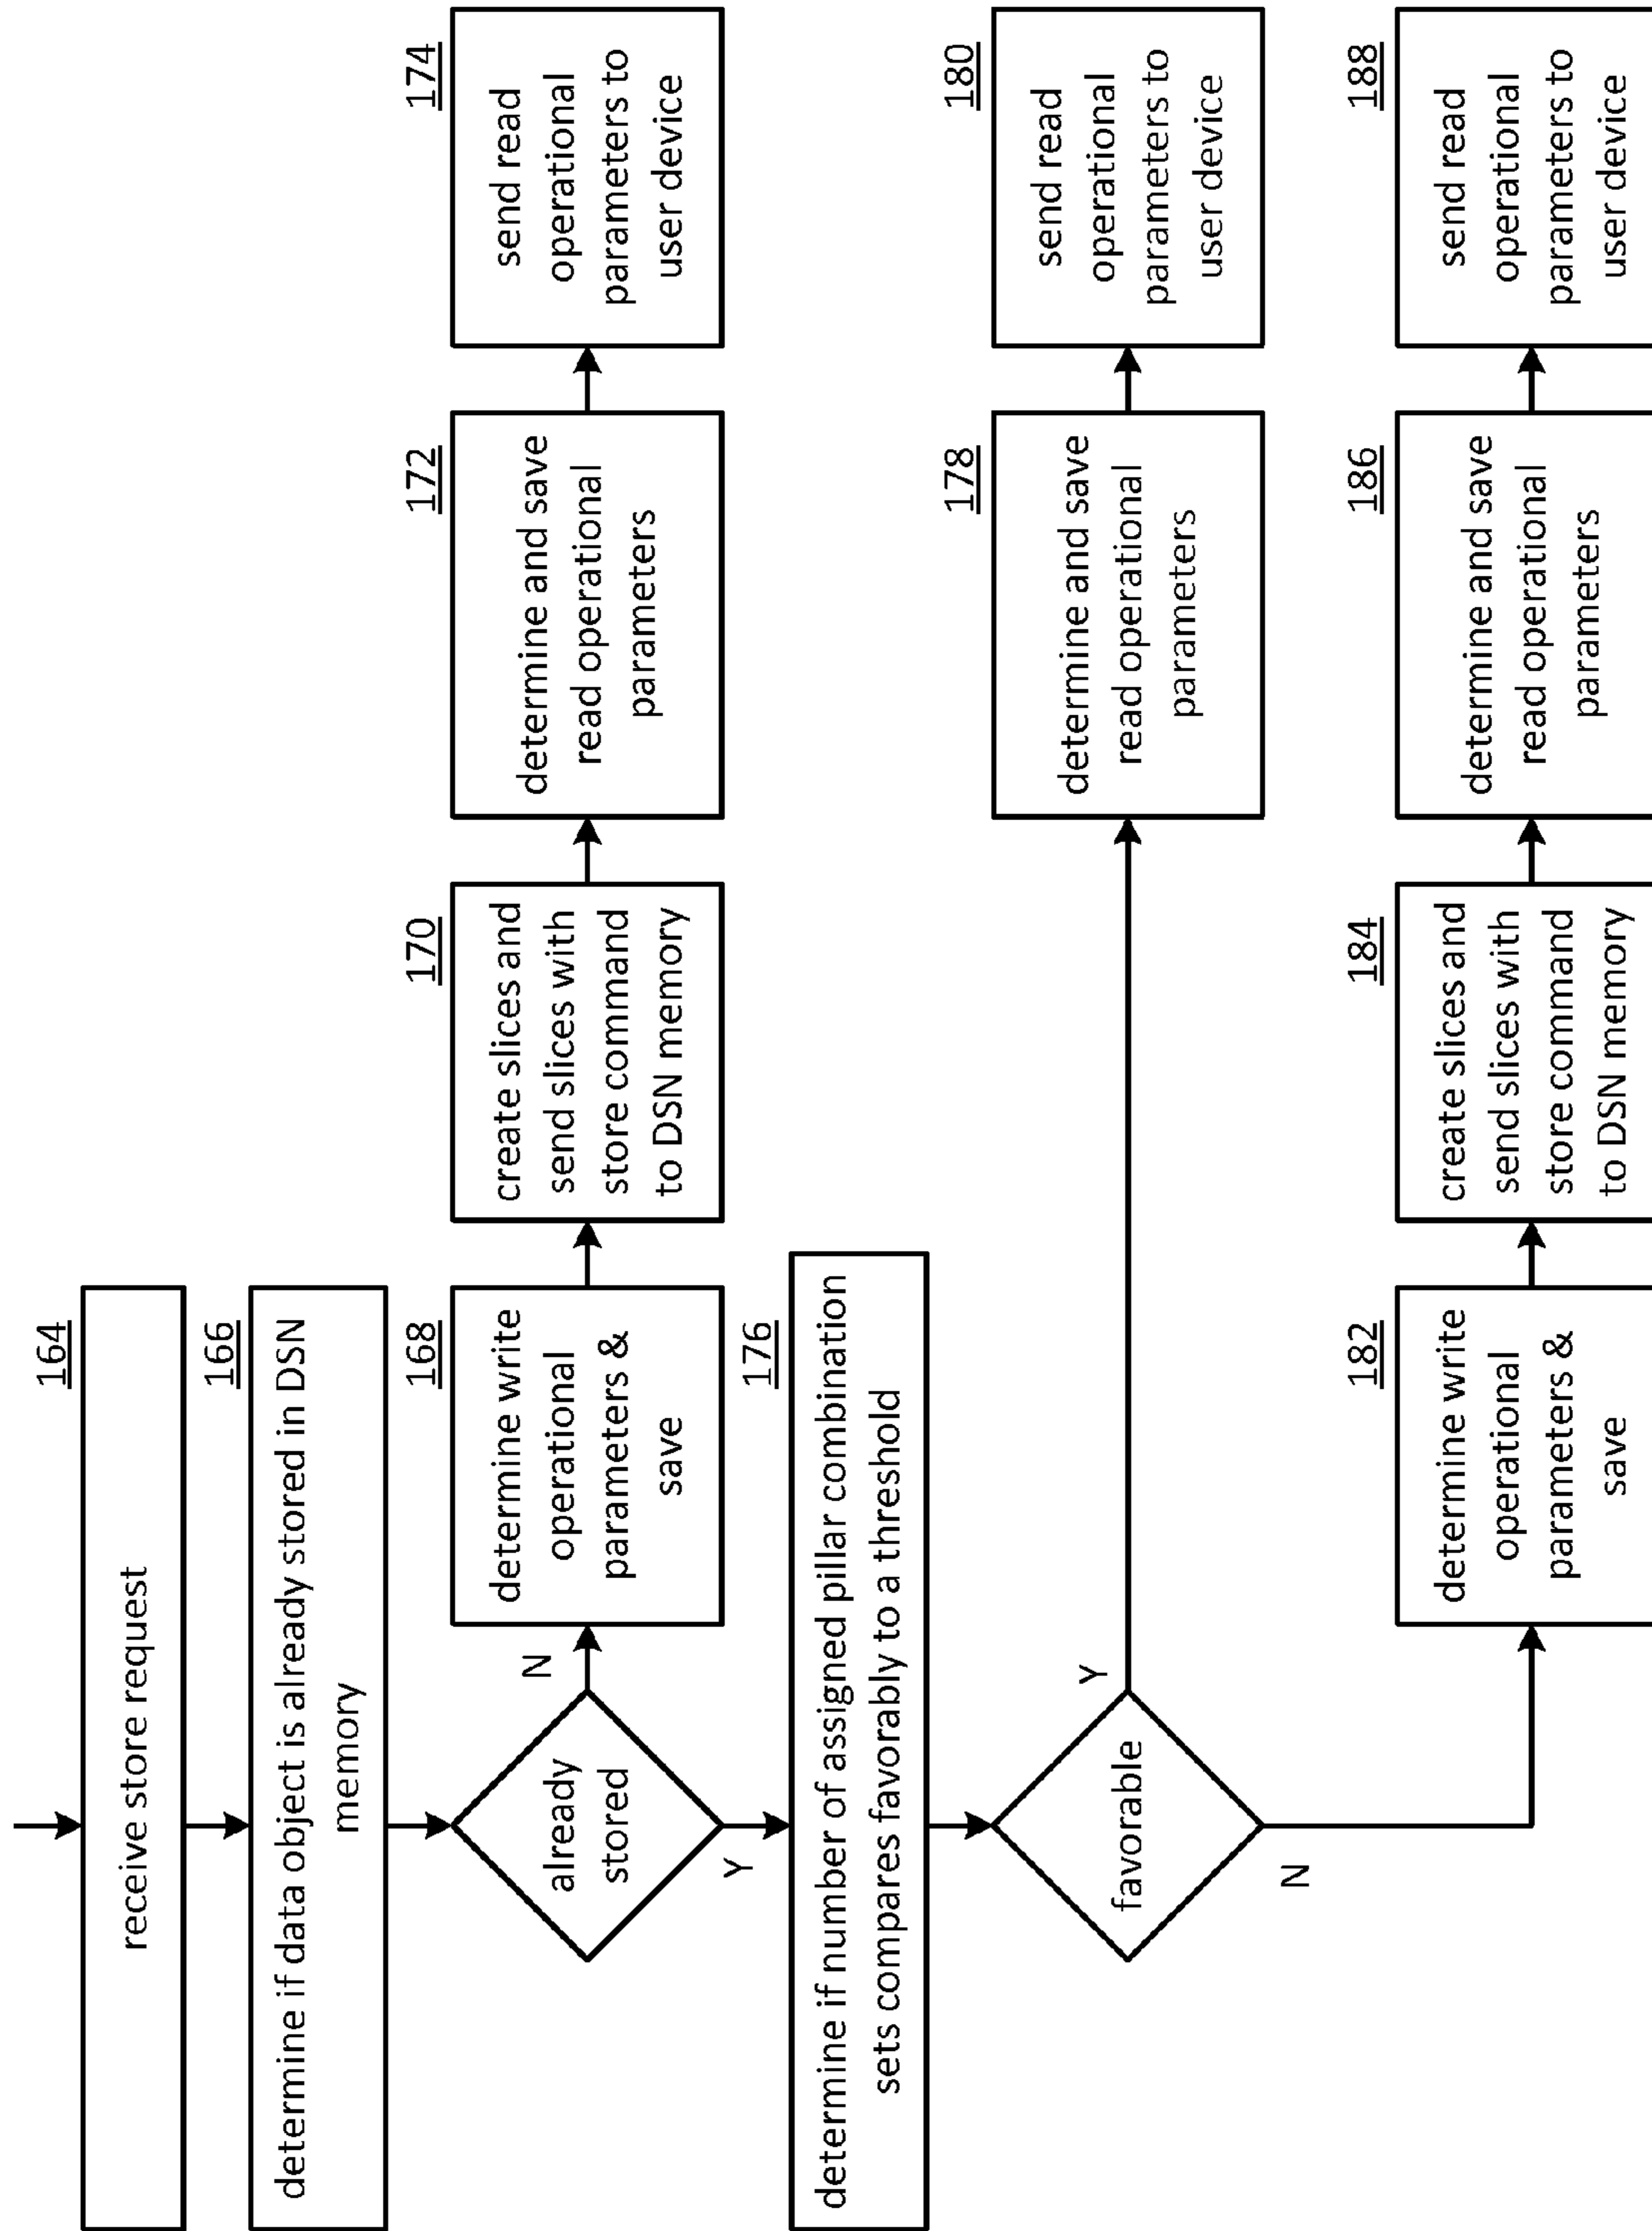 164
receive store request
166
determine if data object is already stored in DSN
memory
already
stored
N
Y
168
determine write
operational
parameters &
save
170
create slices and
send slices with
store command
to DSN memory
172
determine and save
read operational
parameters
174
send read
operational
parameters to
user device
176
determine if number of assigned pillar combination
sets compares favorably to a threshold
favorable
Y
N
178
determine and save
read operational
parameters
180
send read
operational
parameters to
user device
182
determine write
operational
parameters &
save
184
create slices and
send slices with
store command
to DSN memory
186
determine and save
read operational
parameters
188
send read
operational
parameters to
user device